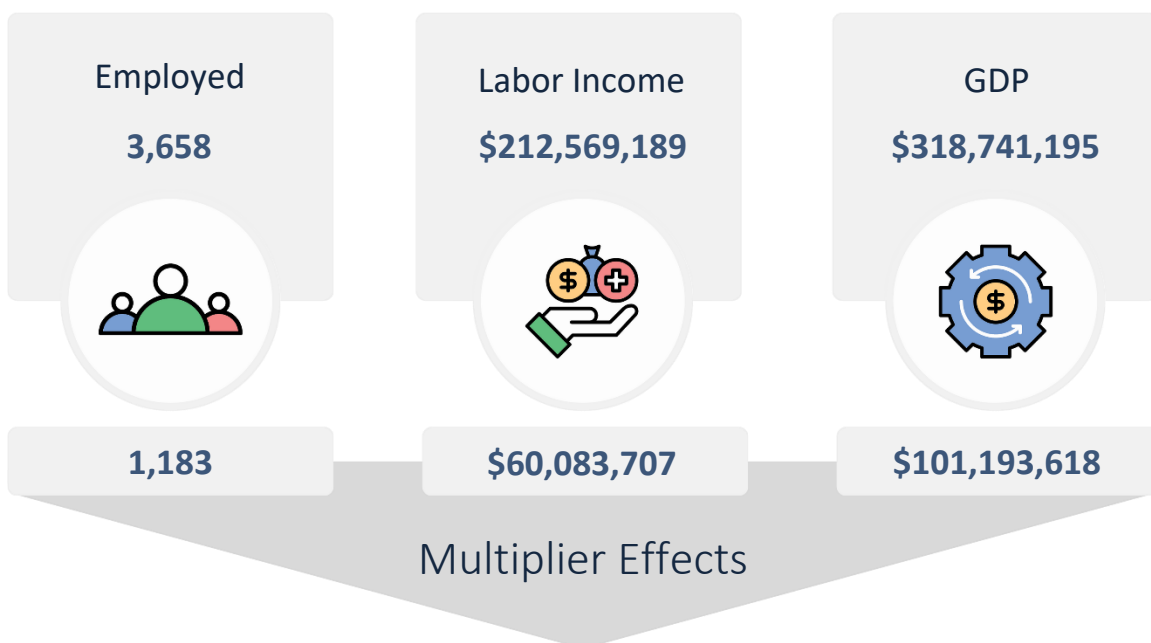 Employed
3,658
Labor Income
$212,569,189
GDP
$318,741,195
$
$
1,183
$60,083,707
$101,193,618
Multiplier Effects